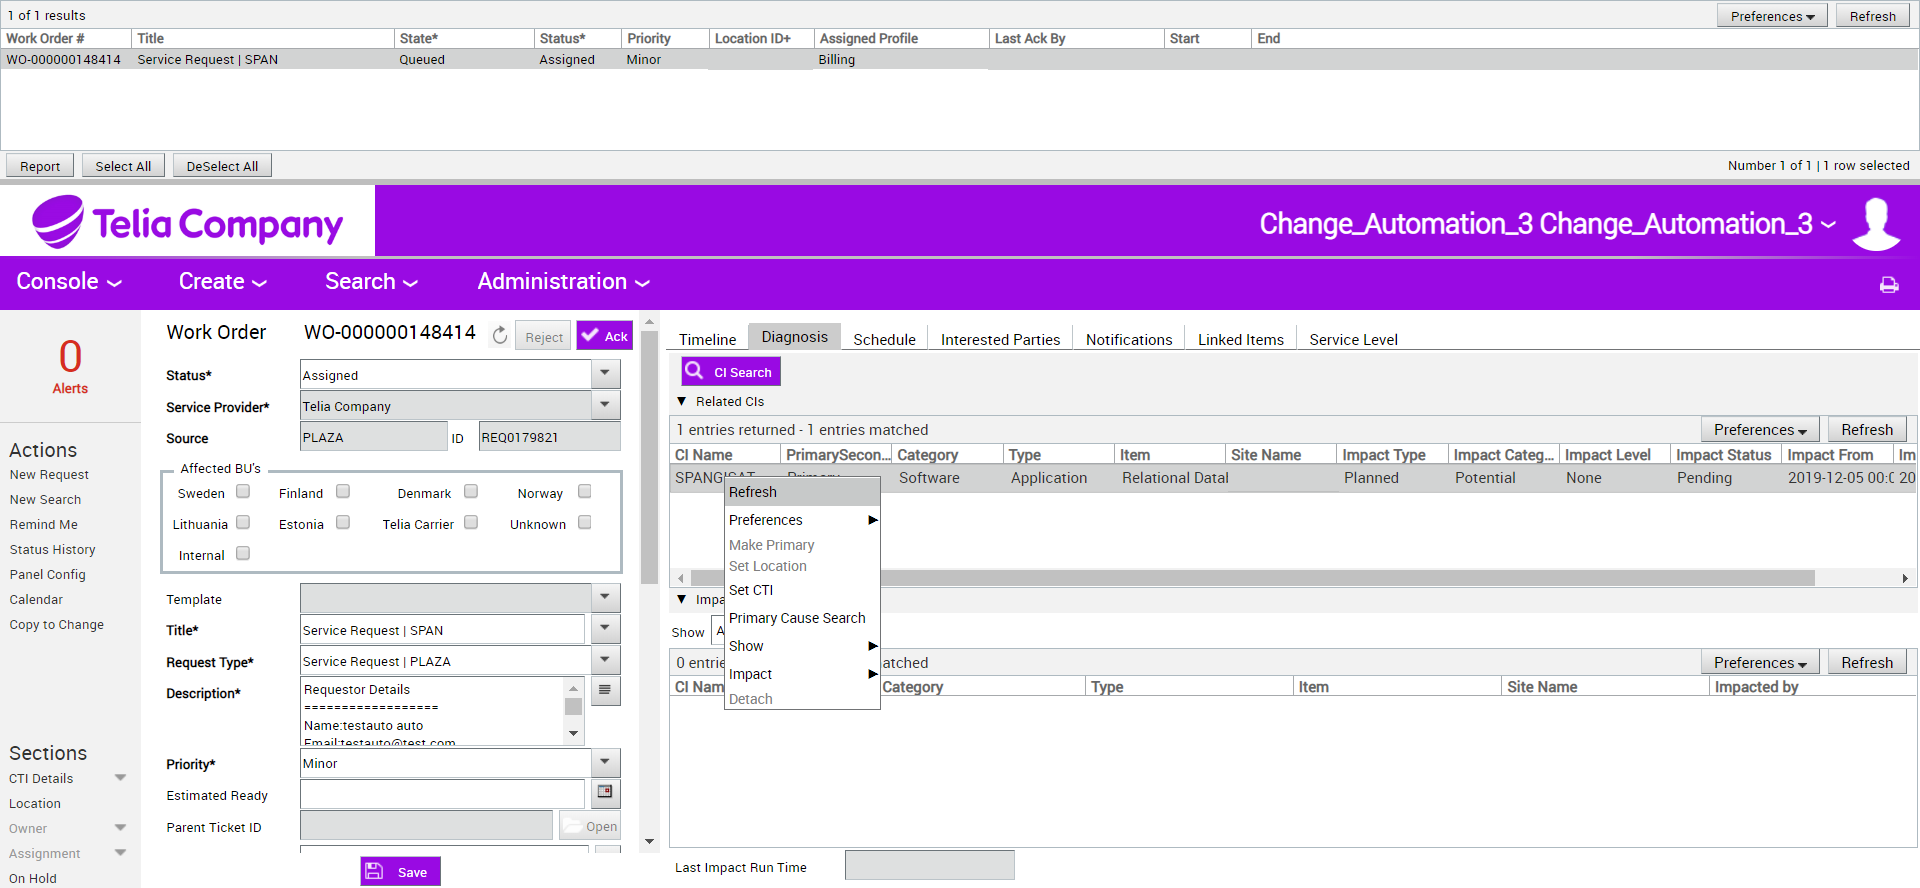 1 of 1 results
Preferences Refresh
Work Order # Title State* Status* Priority Location ID+ Assigned Profile Last Ack By Start End
WO-000000148414 Service Request | SPAN Queued Assigned Minor Billing
Report Select All DeSelect All Number 1 of 1 | 1 row selected
Telia Company
Change_Automation_3 Change_Automation_3
Console Create Search Administration
0
Alerts
Actions
New Request
New Search
Remind Me
Status History
Panel Config
Calendar
Copy to Change
Sections
CTI Details
Location
Owner
Assignment
On Hold
Work Order WO-000000148414 Reject Ack
Status* Assigned
Service Provider* Telia Company
Source PLAZA ID REQ0179821
Affected BU's
Sweden Finland Denmark Norway
Lithuania Estonia Telia Carrier Unknown
Internal
Template
Title* Service Request | SPAN
Request Type* Service Request | PLAZA
Description* Requestor Details
==================
Name:testauto auto
Email:testauto@test.com
Priority* Minor
Estimated Ready
Parent Ticket ID Open
Save
Timeline Diagnosis Schedule Interested Parties Notifications Linked Items Service Level
CI Search
Related CIs
1 entries returned - 1 entries matched Preferences Refresh
CI Name PrimarySecon... Category Type Item Site Name Impact Type Impact Categ... Impact Level Impact Status Impact From Im
SPANGISAT Primary Software Application Relational Datal Planned Potential None Pending 2019-12-05 00:0 20
Refresh
Preferences
Make Primary
Set Location
Set CTI
Primary Cause Search
Show
Impact
Detach
Impa
Show A
0 entrie atched Preferences Refresh
CI Nam Category Type Item Site Name Impacted by
Last Impact Run Time